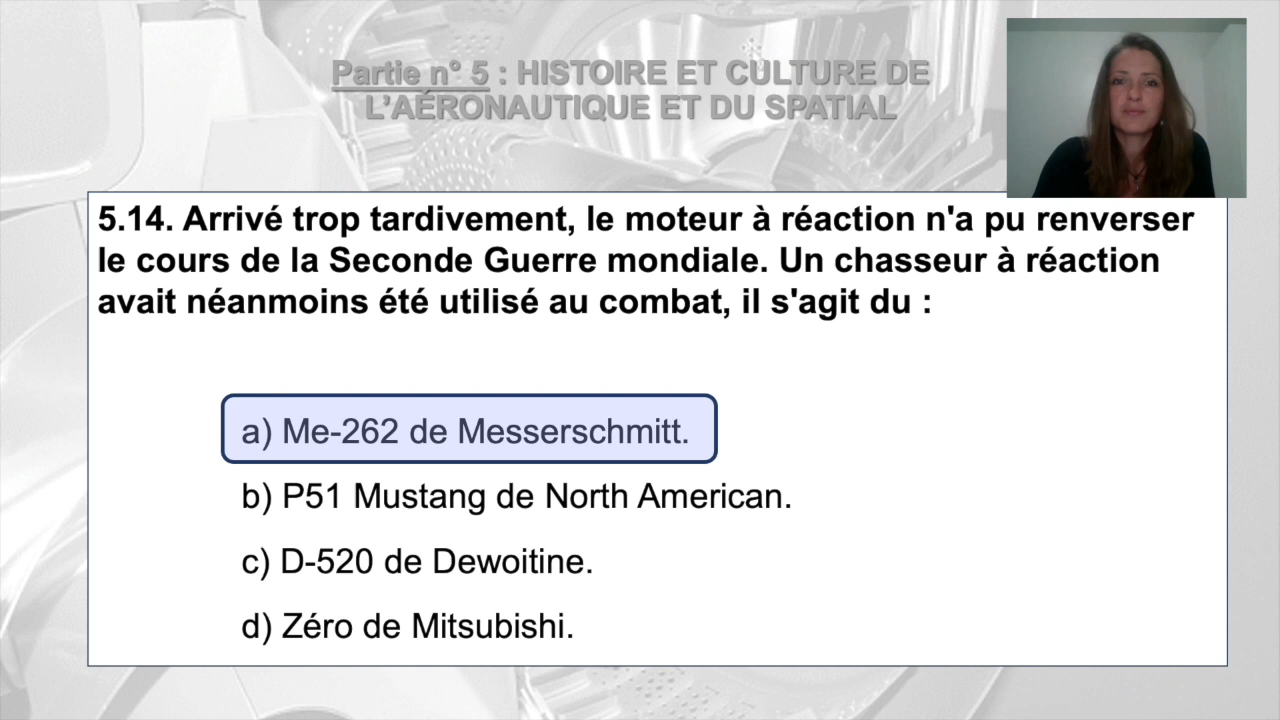 Partie n° 5 : HISTOIRE ET CULTURE DE
L’AÉRONAUTIQUE ET DU SPATIAL
5.14. Arrivé trop tardivement, le moteur à réaction n'a pu renverser
le cours de la Seconde Guerre mondiale. Un chasseur à réaction
avait néanmoins été utilisé au combat, il s'agit du :
a) Me-262 de Messerschmitt.
b) P51 Mustang de North American.
c) D-520 de Dewoitine.
d) Zéro de Mitsubishi.